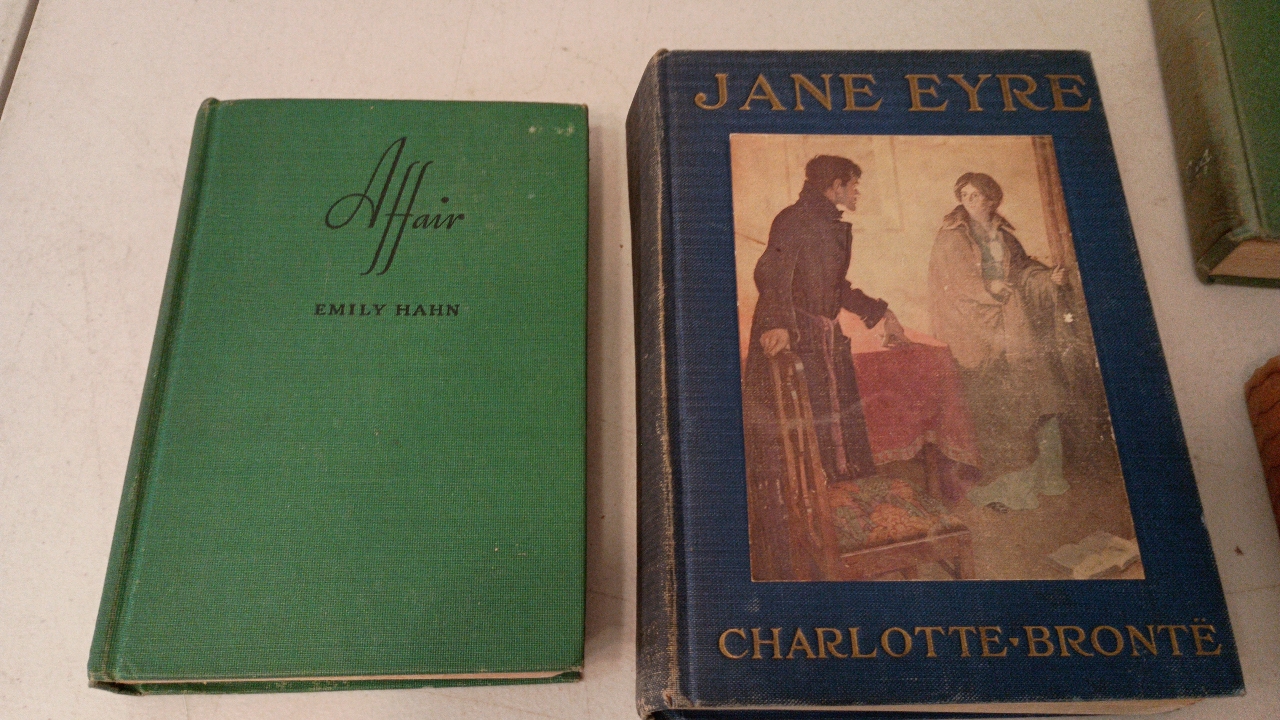 Affair
EMILY HAHN
JANE EYRE
CHARLOTTE·BRONTË